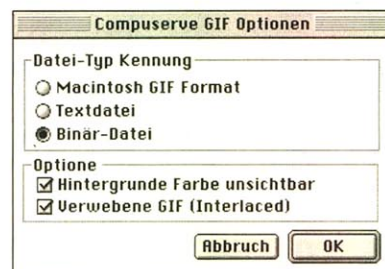 Compuserve GIF Optionen
Datei-Typ Kennung
Macintosh GIF Format
Textdatei
Binär-Datei
Optione
Hintergrunde Farbe unsichtbar
Verwebene GIF (Interlaced)
Abbruch
OK